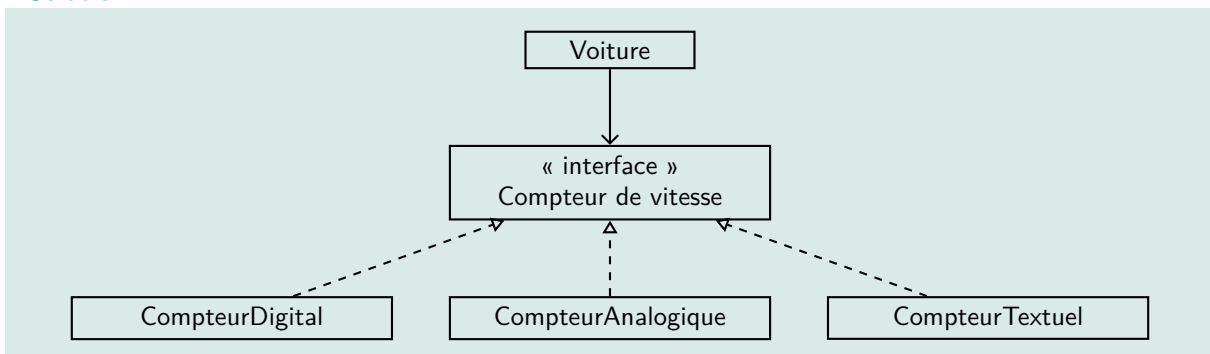 Voiture
« interface »
Compteur de vitesse
CompteurDigital
CompteurAnalogique
CompteurTextuel